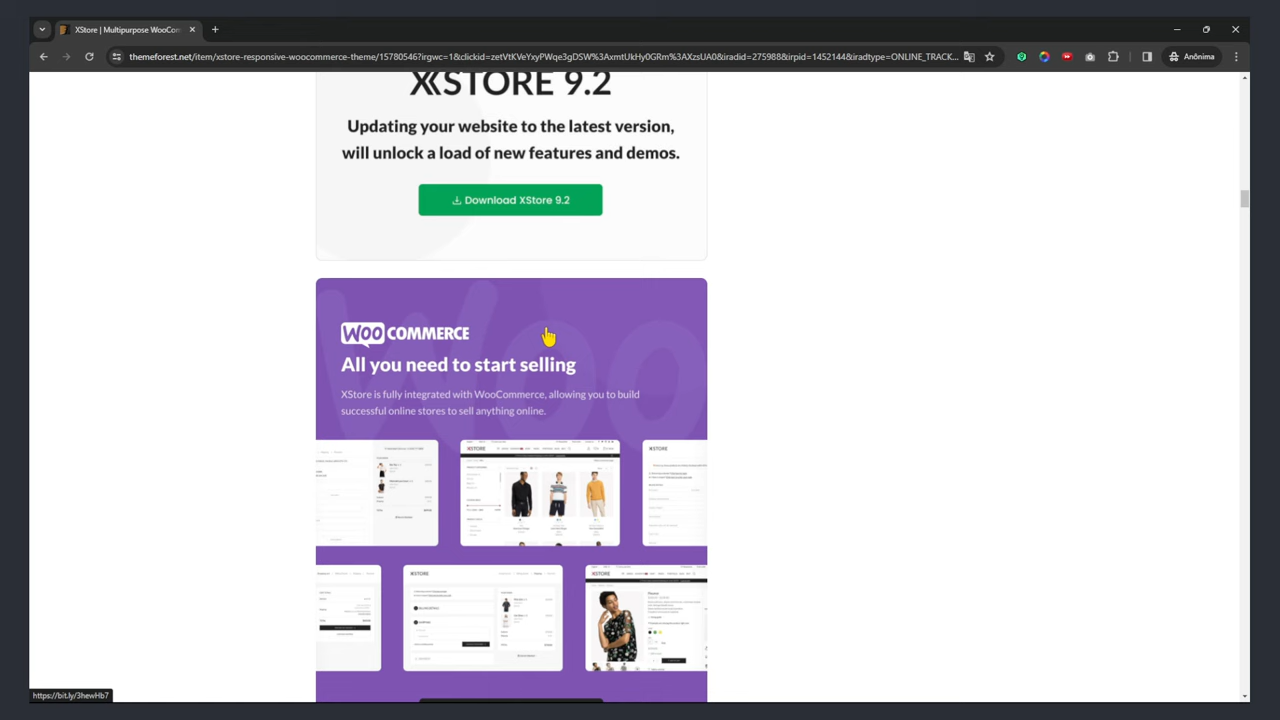 XStore | Multipurpose WooCom
themeforest.net/item/xstore-responsive-woocommerce-theme/15780546?irgwc=1&clickid=zetVtKVeYxyPWqe3gDSW%3AxmtUkHy0GRm%3AXzsUA0&iradid=275988&irpid=1452144&iradtype=ONLINE_TRACK...
Anônima
XSTORE 9.2
Updating your website to the latest version,
will unlock a load of new features and demos.
Download XStore 9.2
WOO COMMERCE
All you need to start selling
XStore is fully integrated with WooCommerce, allowing you to build
successful online stores to sell anything online.
XSTORE
XSTORE
XSTORE
XSTORE
https://bit.ly/3hewHb7